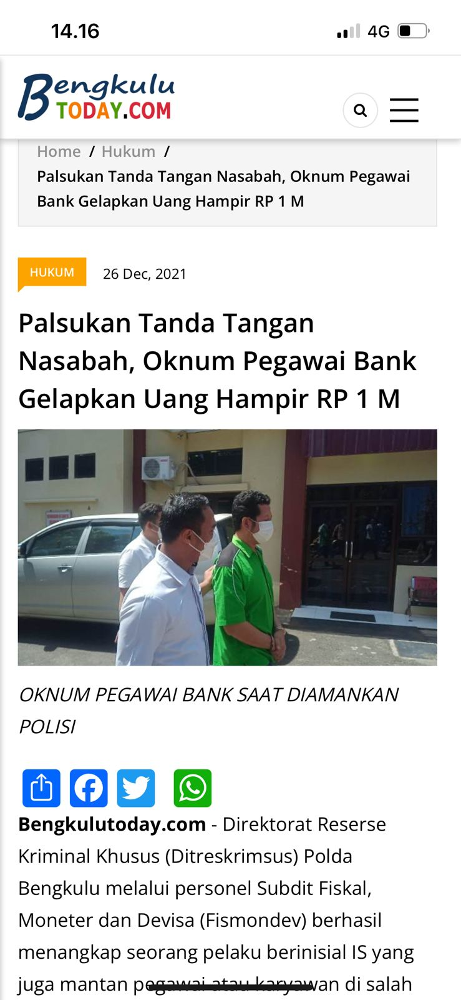 14.16
4G
Bengkulu
TODAY.COM
Home / Hukum /
Palsukan Tanda Tangan Nasabah, Oknum Pegawai
Bank Gelapkan Uang Hampir RP 1 M
HUKUM
26 Dec, 2021
Palsukan Tanda Tangan
Nasabah, Oknum Pegawai Bank
Gelapkan Uang Hampir RP 1 M
OKNUM PEGAWAI BANK SAAT DIAMANKAN
POLISI
Bengkulutoday.com - Direktorat Reserse
Kriminal Khusus (Ditreskrimsus) Polda
Bengkulu melalui personel Subdit Fiskal,
Moneter dan Devisa (Fismondev) berhasil
menangkap seorang pelaku berinisial IS yang
juga mantan pegawai atau karyawan di salah